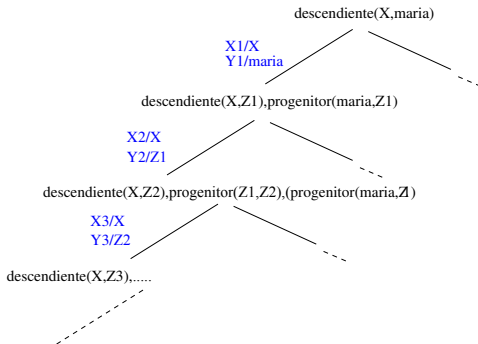 descendiente(X,maria)
X1/X
Y1/maria
descendiente(X,Z1),progenitor(maria,Z1)
X2/X
Y2/Z1
descendiente(X,Z2),progenitor(Z1,Z2),(progenitor(maria,Z1)
X3/X
Y3/Z2
descendiente(X,Z3),.....